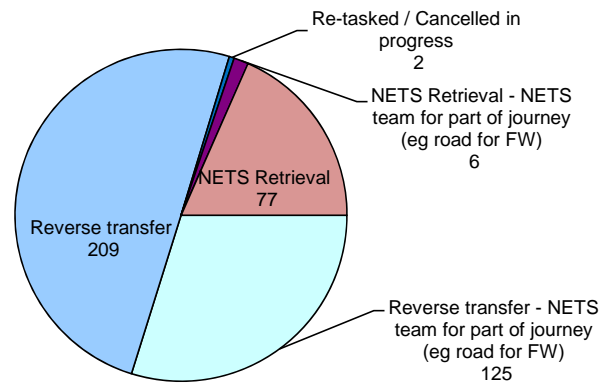 Re-tasked / Cancelled in
progress
2
NETS Retrieval - NETS
team for part of journey
(eg road for FW)
6
NETS Retrieval
77
Reverse transfer
209
Reverse transfer - NETS
team for part of journey
(eg road for FW)
125